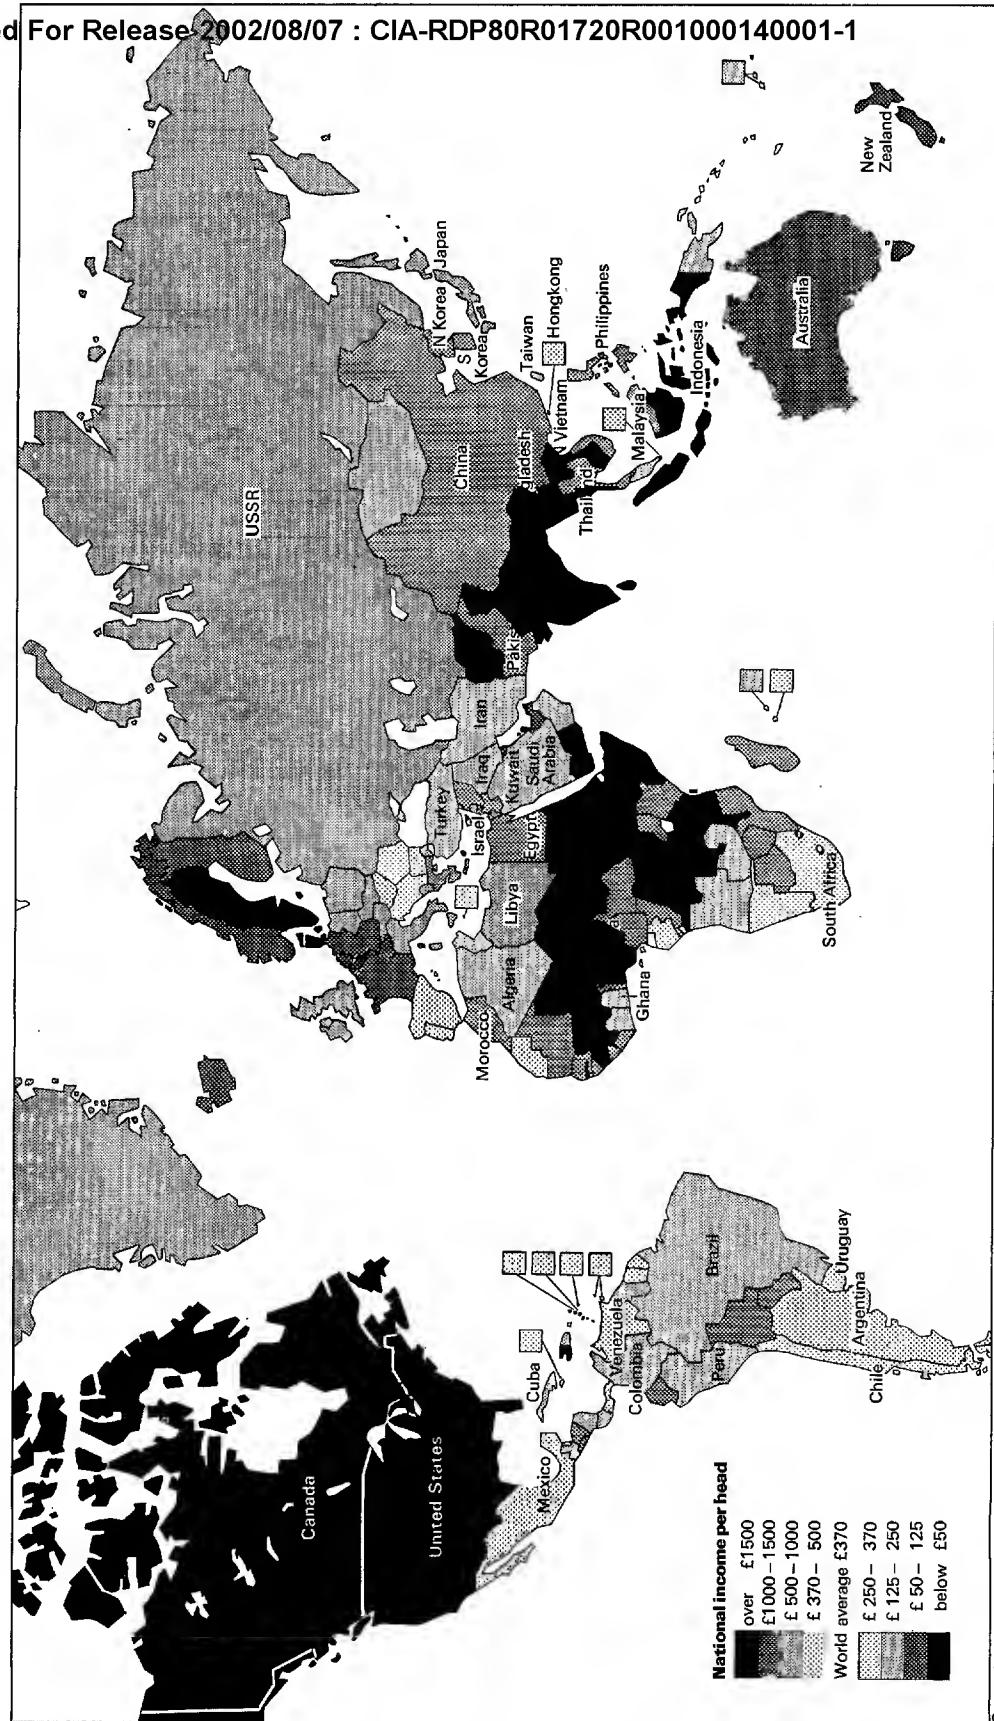 ed For Release 2002/08/07 : CIA-RDP80R01720R001000140001-1
USSR
China
N Korea
Japan
S
Korea
Taiwan
Hongkong
Vietnam
Philippines
Malaysia
Indonesia
gladesh
Thailand
Pakis
Iran
Iraq
Kuwait
Saudi
Arabia
Turkey
Israel
Egypt
Libya
Algeria
Morocco
Ghana
South Africa
Australia
New
Zealand
Canada
United States
Mexico
Cuba
Venezuela
Colombia
Peru
Brazil
Chile
Argentina
Uruguay
National income per head
over £1500
£1000–1500
£ 500–1000
£ 370– 500
World average £370
£ 250– 370
£ 125– 250
£ 50– 125
below £50